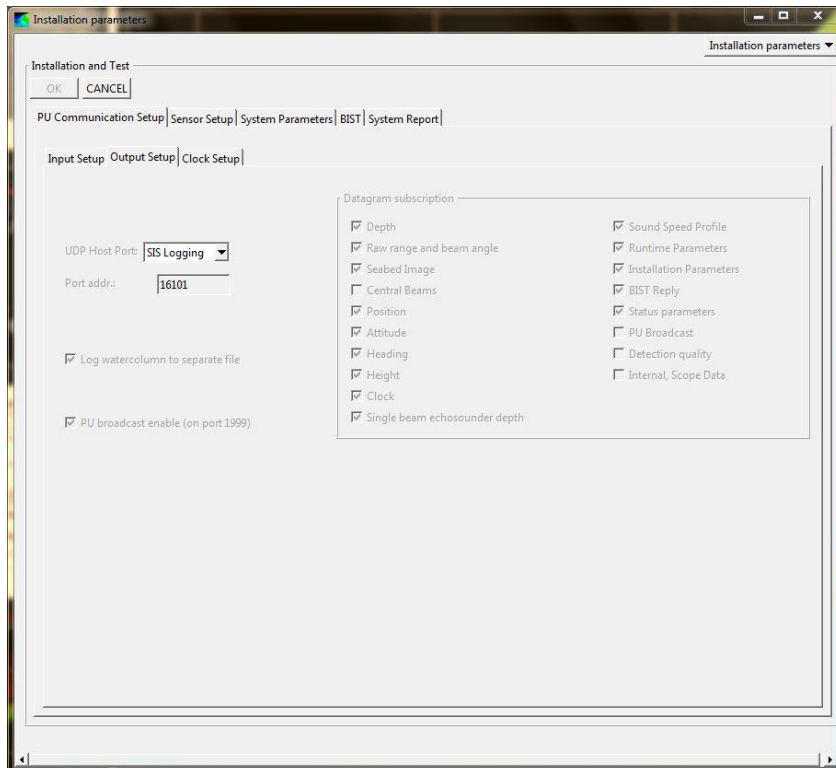 Installation parameters
Installation parameters
Installation and Test
OK CANCEL
PU Communication Setup Sensor Setup System Parameters BIST System Report
Input Setup Output Setup Clock Setup
UDP Host Port: SIS Logging
Port addr.: 16101
Log watercolumn to separate file
PU broadcast enable (on port 1999)
Datagram subscription
Depth
Raw range and beam angle
Seabed Image
Central Beams
Position
Attitude
Heading
Height
Clock
Single beam echosounder depth
Sound Speed Profile
Runtime Parameters
Installation Parameters
BIST Reply
Status parameters
PU Broadcast
Detection quality
Internal, Scope Data